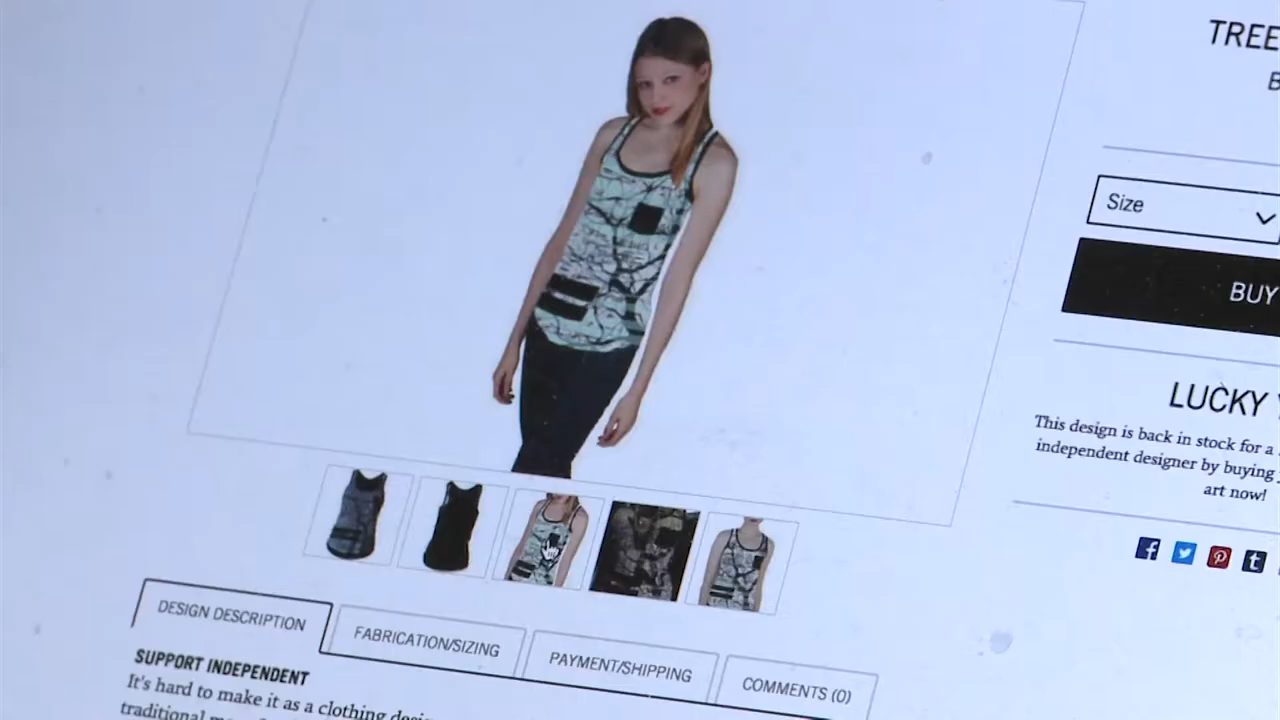 TREE
Size
BUY
LUCKY
This design is back in stock for a
independent designer by buying
art now!
DESIGN DESCRIPTION
FABRICATION/SIZING
PAYMENT/SHIPPING
COMMENTS (0)
SUPPORT INDEPENDENT
It's hard to make it as a clothing
traditional